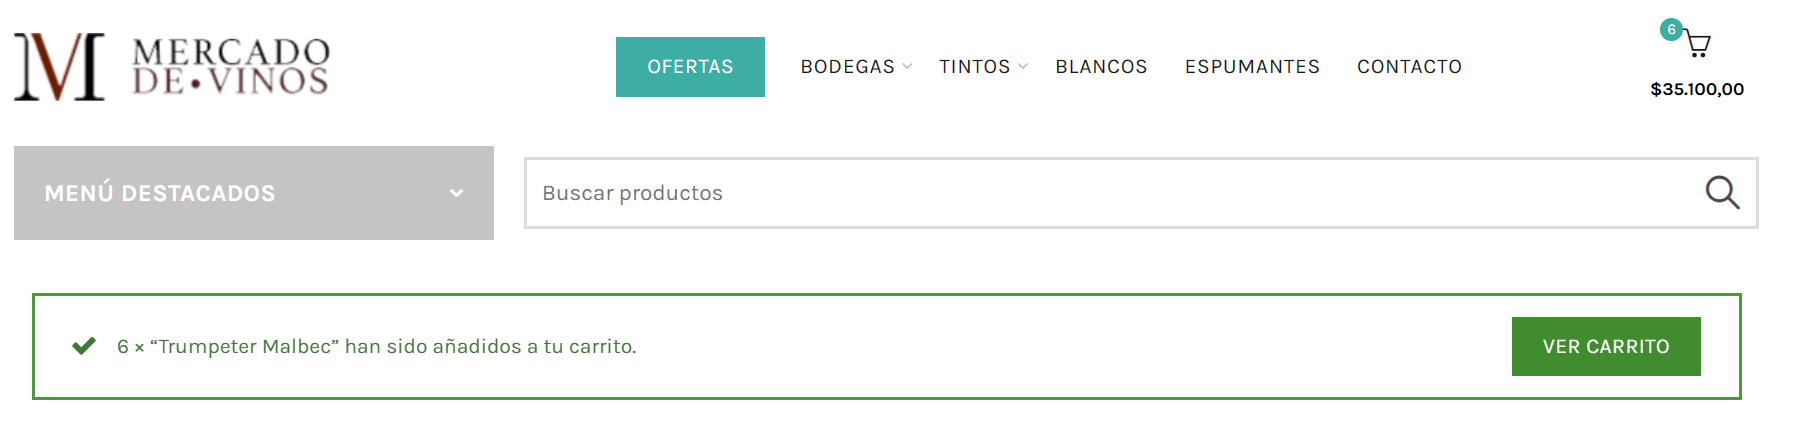 MERCADO
DE•VINOS
OFERTAS
BODEGAS
TINTOS
BLANCOS
ESPUMANTES
CONTACTO
6
$35.100,00
MENÚ DESTACADOS
Buscar productos
6 × “Trumpeter Malbec” han sido añadidos a tu carrito.
VER CARRITO